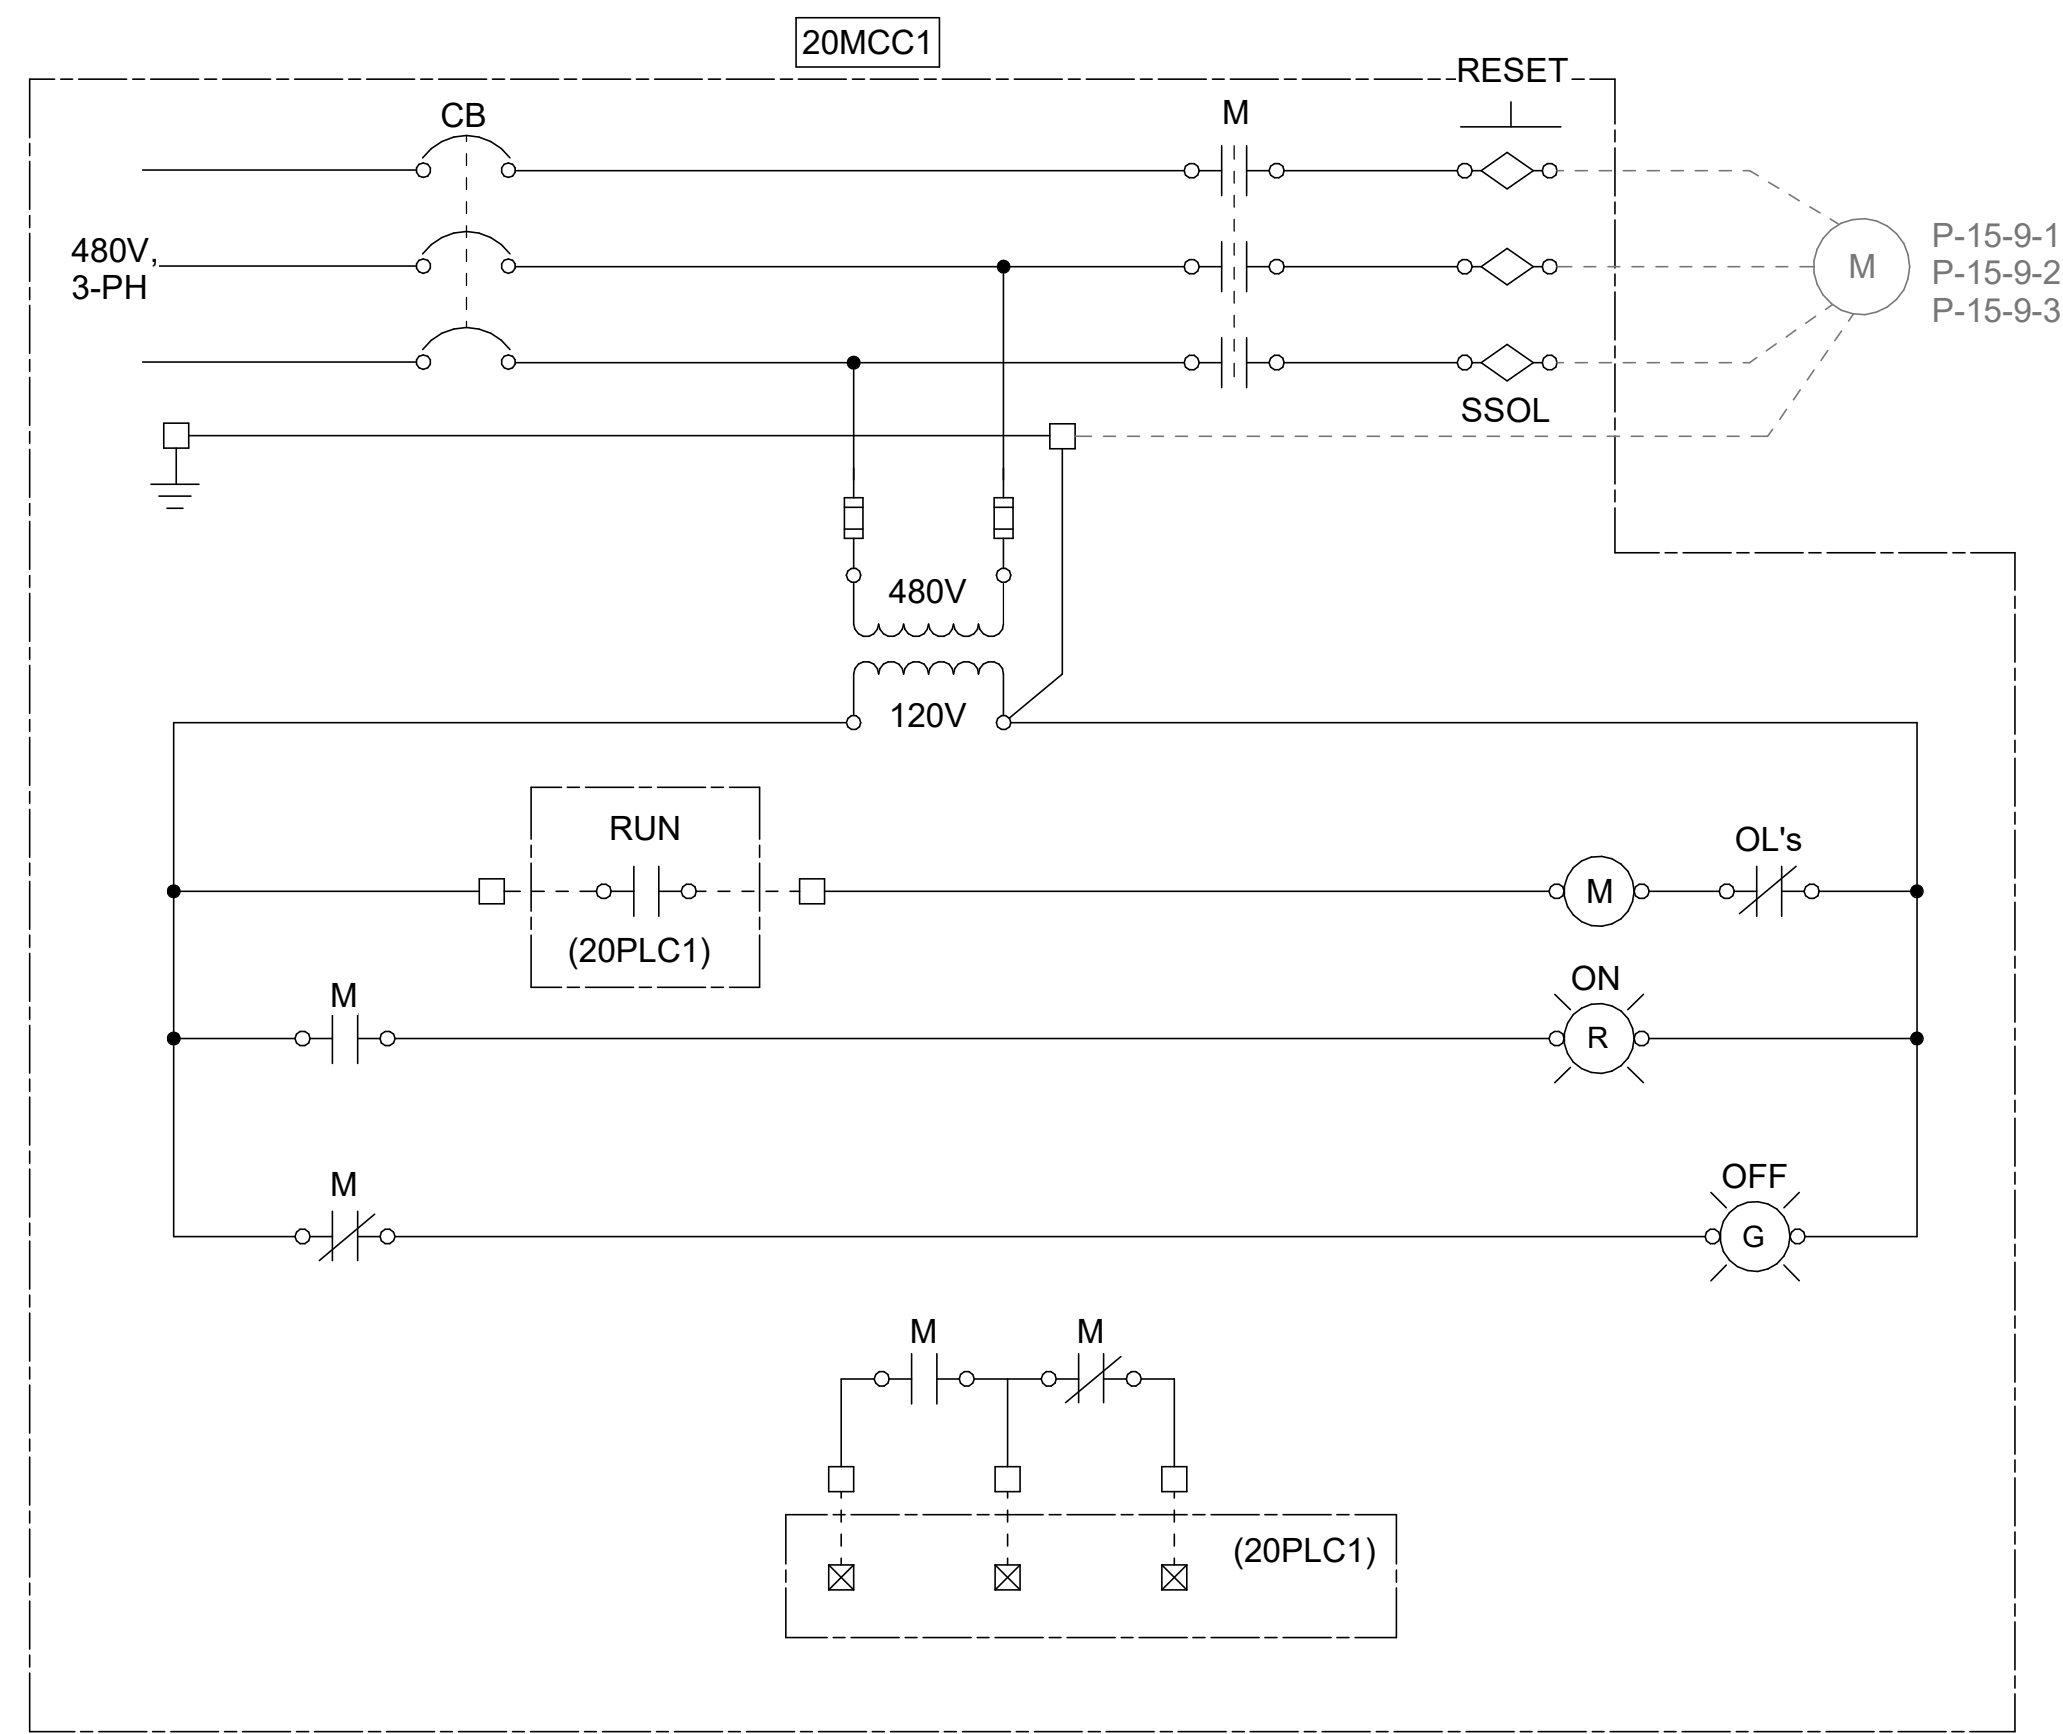 20MCC1
RESET
CB
M
480V,
3-PH
M
P-15-9-1
P-15-9-2
P-15-9-3
SSOL
480V
120V
RUN
(20PLC1)
M
OL's
M
ON
R
M
OFF
G
M
M
(20PLC1)